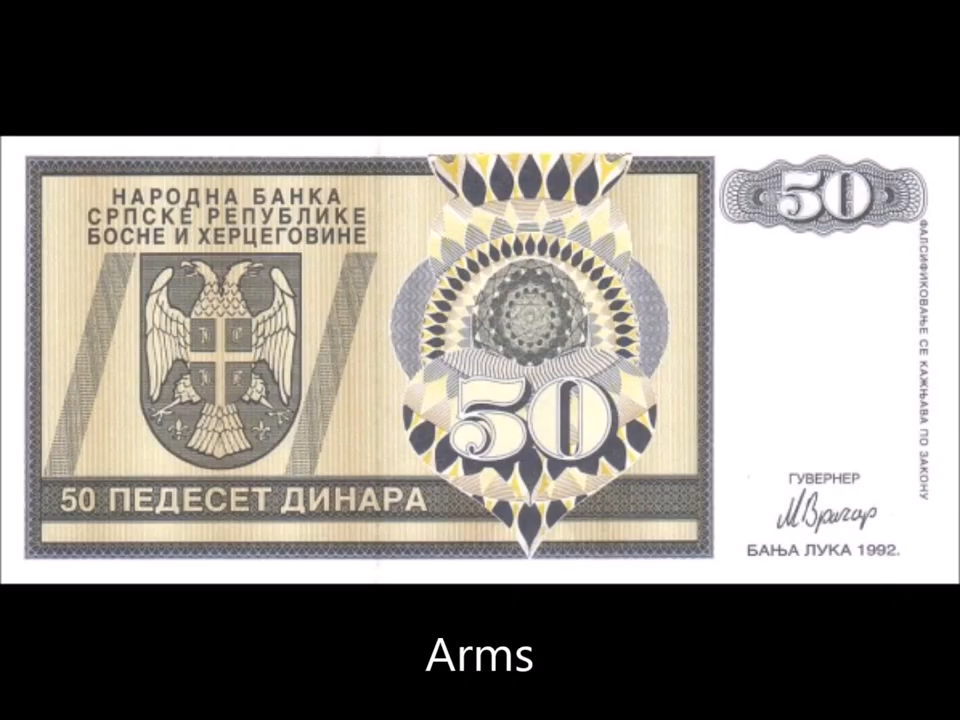 НАРОДНА БАНКА
СРПСКЕ РЕПУБЛИКЕ
БОСНЕ И ХЕРЦЕГОВИНЕ
50
50
50 ПЕДЕСЕТ ДИНАРА
ФАЛСИФИКОВАЊЕ СЕ КАЖЊАВА ПО ЗАКОНУ
ГУВЕРНЕР
БАЊА ЛУКА 1992.
Arms